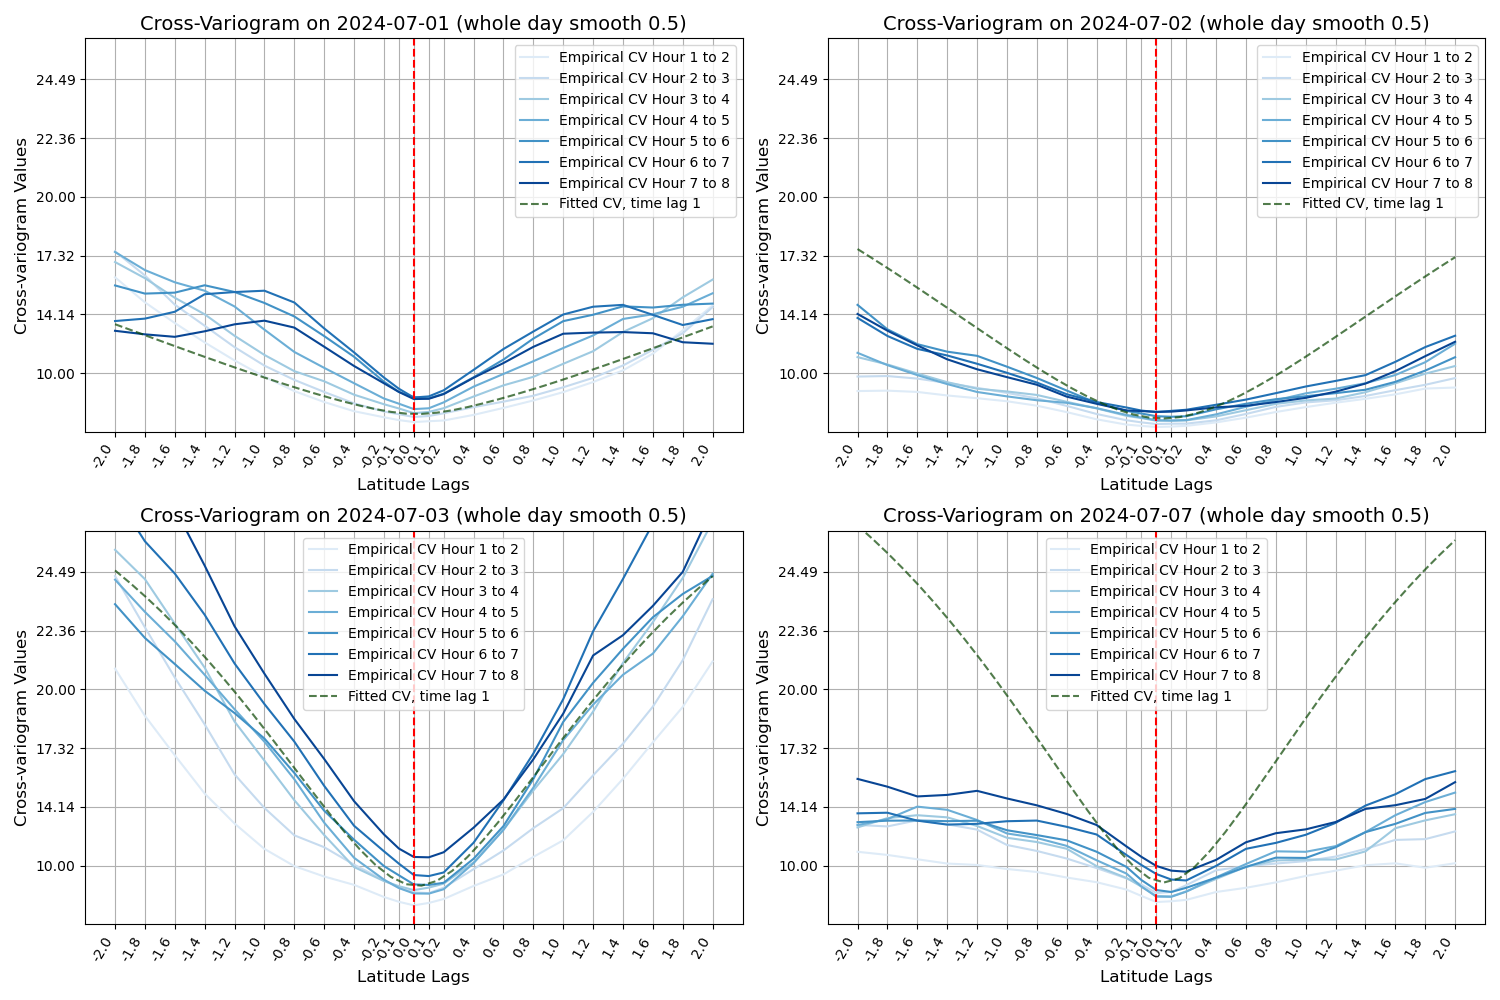 Cross-Variogram on 2024-07-01 (whole day smooth 0.5)
Cross-variogram Values
24.49
22.36
20.00
17.32
14.14
10.00
Empirical CV Hour 1 to 2
Empirical CV Hour 2 to 3
Empirical CV Hour 3 to 4
Empirical CV Hour 4 to 5
Empirical CV Hour 5 to 6
Empirical CV Hour 6 to 7
Empirical CV Hour 7 to 8
Fitted CV, time lag 1
-2.0 -1.8 -1.6 -1.4 -1.2 -1.0 -0.8 -0.6 -0.4 -0.2 -0.1 0.0 0.1 0.2 0.4 0.6 0.8 1.0 1.2 1.4 1.6 1.8 2.0
Latitude Lags
Cross-Variogram on 2024-07-02 (whole day smooth 0.5)
Cross-variogram Values
24.49
22.36
20.00
17.32
14.14
10.00
Empirical CV Hour 1 to 2
Empirical CV Hour 2 to 3
Empirical CV Hour 3 to 4
Empirical CV Hour 4 to 5
Empirical CV Hour 5 to 6
Empirical CV Hour 6 to 7
Empirical CV Hour 7 to 8
Fitted CV, time lag 1
-2.0 -1.8 -1.6 -1.4 -1.2 -1.0 -0.8 -0.6 -0.4 -0.2 -0.1 0.0 0.1 0.2 0.4 0.6 0.8 1.0 1.2 1.4 1.6 1.8 2.0
Latitude Lags
Cross-Variogram on 2024-07-03 (whole day smooth 0.5)
Cross-variogram Values
24.49
22.36
20.00
17.32
14.14
10.00
Empirical CV Hour 1 to 2
Empirical CV Hour 2 to 3
Empirical CV Hour 3 to 4
Empirical CV Hour 4 to 5
Empirical CV Hour 5 to 6
Empirical CV Hour 6 to 7
Empirical CV Hour 7 to 8
Fitted CV, time lag 1
-2.0 -1.8 -1.6 -1.4 -1.2 -1.0 -0.8 -0.6 -0.4 -0.2 -0.1 0.0 0.1 0.2 0.4 0.6 0.8 1.0 1.2 1.4 1.6 1.8 2.0
Latitude Lags
Cross-Variogram on 2024-07-07 (whole day smooth 0.5)
Cross-variogram Values
24.49
22.36
20.00
17.32
14.14
10.00
Empirical CV Hour 1 to 2
Empirical CV Hour 2 to 3
Empirical CV Hour 3 to 4
Empirical CV Hour 4 to 5
Empirical CV Hour 5 to 6
Empirical CV Hour 6 to 7
Empirical CV Hour 7 to 8
Fitted CV, time lag 1
-2.0 -1.8 -1.6 -1.4 -1.2 -1.0 -0.8 -0.6 -0.4 -0.2 -0.1 0.0 0.1 0.2 0.4 0.6 0.8 1.0 1.2 1.4 1.6 1.8 2.0
Latitude Lags